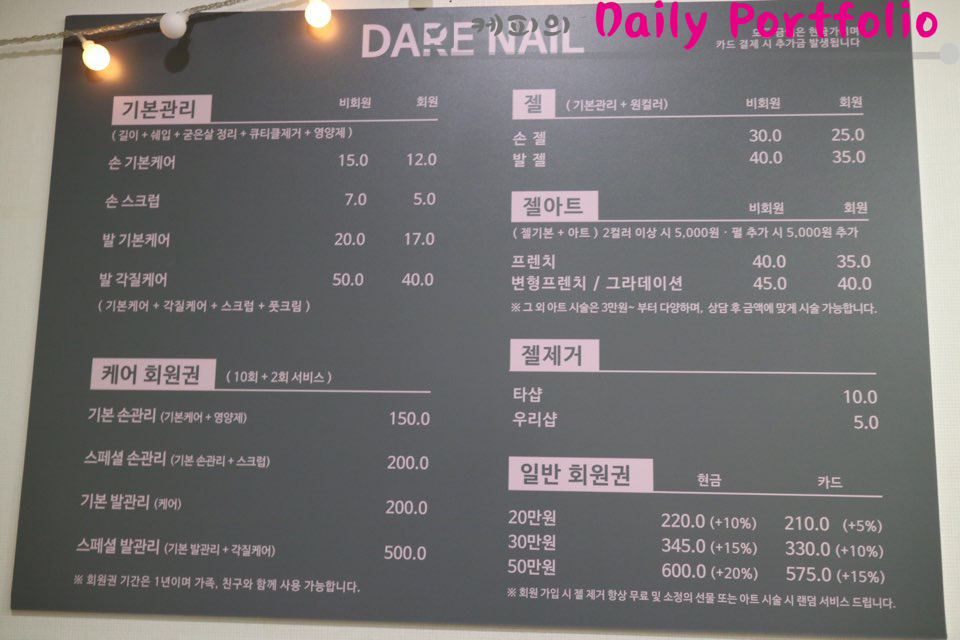 케피의 Daily Portfolio
DARE NAIL
카드 결제 시 추가금 발생됩니다
기본관리 비회원 회원
( 길이 + 쉐입 + 굳은살 정리 + 큐티클제거 + 영양제 )
손 기본케어 15.0 12.0
손 스크럽 7.0 5.0
발 기본케어 20.0 17.0
발 각질케어 50.0 40.0
( 기본케어 + 각질케어 + 스크럽 + 풋크림 )
케어 회원권 ( 10회 + 2회 서비스 )
기본 손관리 (기본케어 + 영양제) 150.0
스페셜 손관리 (기본 손관리 + 스크럽) 200.0
기본 발관리 (케어) 200.0
스페셜 발관리 (기본 발관리 + 각질케어) 500.0
※ 회원권 기간은 1년이며 가족, 친구와 함께 사용 가능합니다.
젤 ( 기본관리 + 원컬러) 비회원 회원
손 젤 30.0 25.0
발 젤 40.0 35.0
젤아트 비회원 회원
( 젤기본 + 아트 ) 2컬러 이상 시 5,000원 · 펄 추가 시 5,000원 추가
프렌치 40.0 35.0
변형프렌치 / 그라데이션 45.0 40.0
※ 그 외 아트 시술은 3만원~ 부터 다양하며, 상담 후 금액에 맞게 시술 가능합니다.
젤제거
타샵 10.0
우리샵 5.0
일반 회원권 현금 카드
20만원 220.0 (+10%) 210.0 (+5%)
30만원 345.0 (+15%) 330.0 (+10%)
50만원 600.0 (+20%) 575.0 (+15%)
※ 회원 가입 시 젤 제거 항상 무료 및 소정의 선물 또는 아트 시술 시 랜덤 서비스 드립니다.